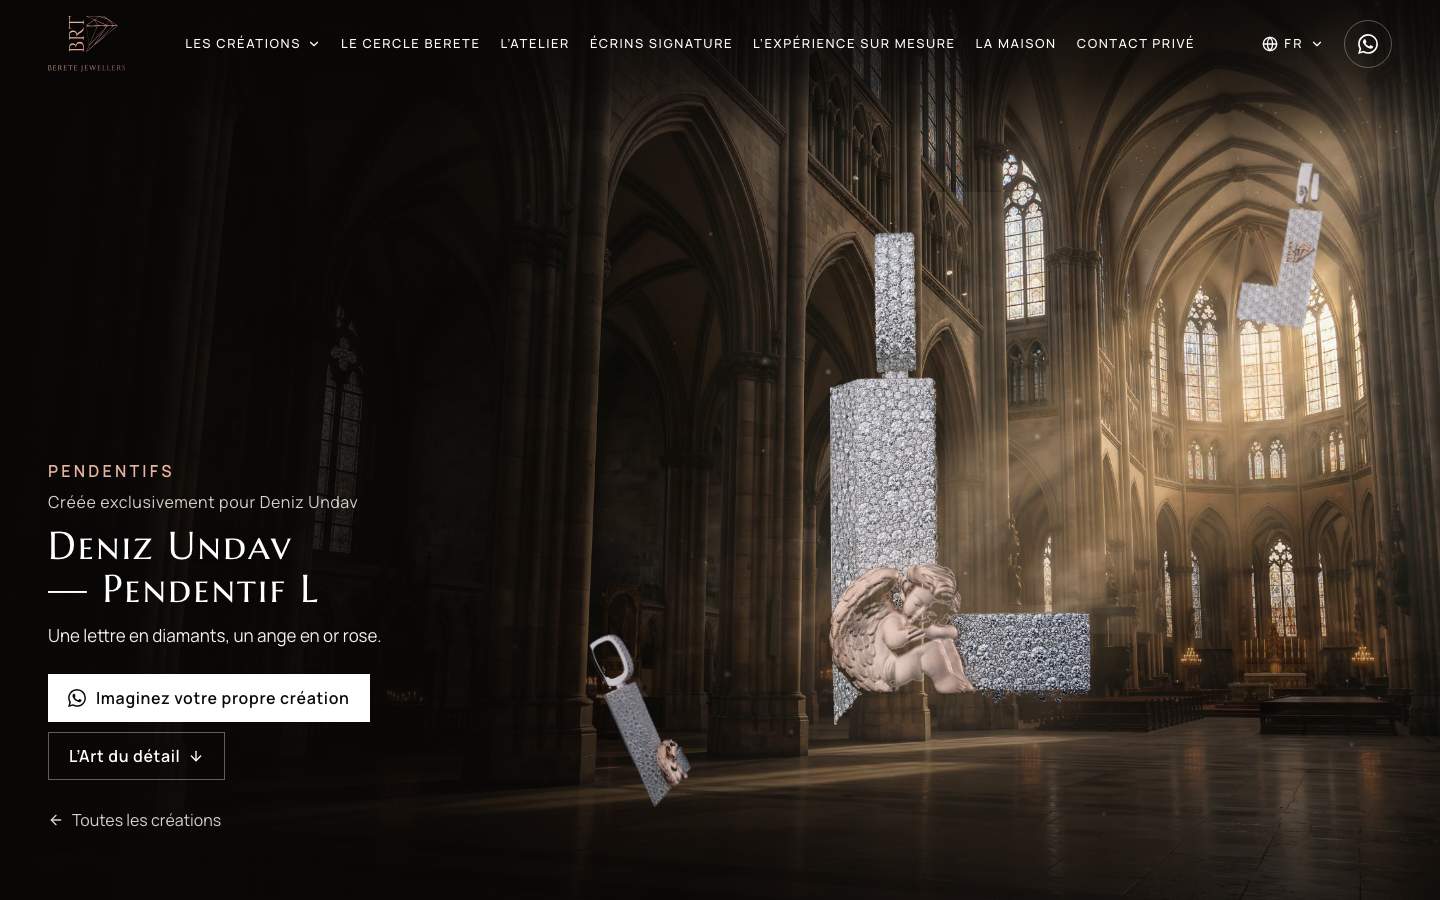 BRT
BERETE JEWELLERS
LES CRÉATIONS
LE CERCLE BERETE
L’ATELIER
ÉCRINS SIGNATURE
L’EXPÉRIENCE SUR MESURE
LA MAISON
CONTACT PRIVÉ
FR
PENDENTIFS
Créée exclusivement pour Deniz Undav
Deniz Undav
— Pendentif L
Une lettre en diamants, un ange en or rose.
Imaginez votre propre création
L’Art du détail ↓
← Toutes les créations